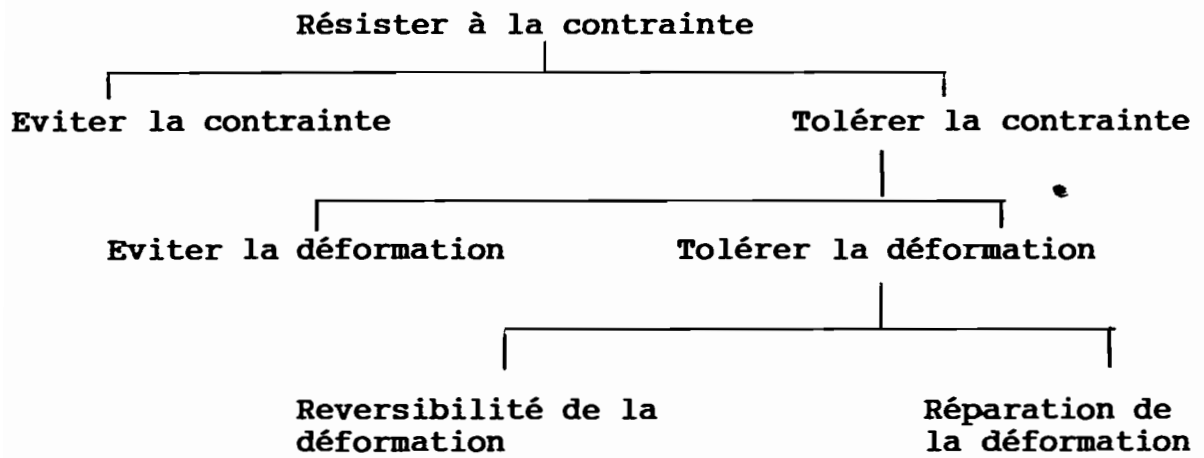 Résister à la contrainte
Eviter la contrainte
Tolérer la contrainte
Eviter la déformation
Tolérer la déformation
Reversibilité de la
déformation
Réparation de
la déformation